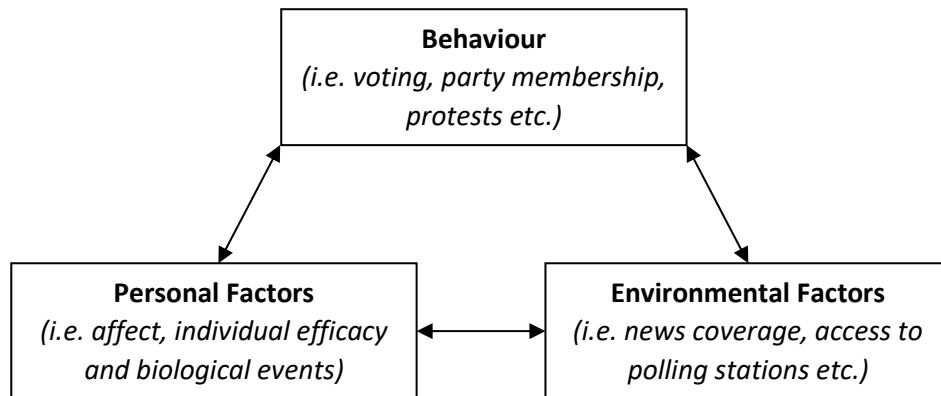 Behaviour
(i.e. voting, party membership,
protests etc.)
Personal Factors
(i.e. affect, individual efficacy
and biological events)
Environmental Factors
(i.e. news coverage, access to
polling stations etc.)